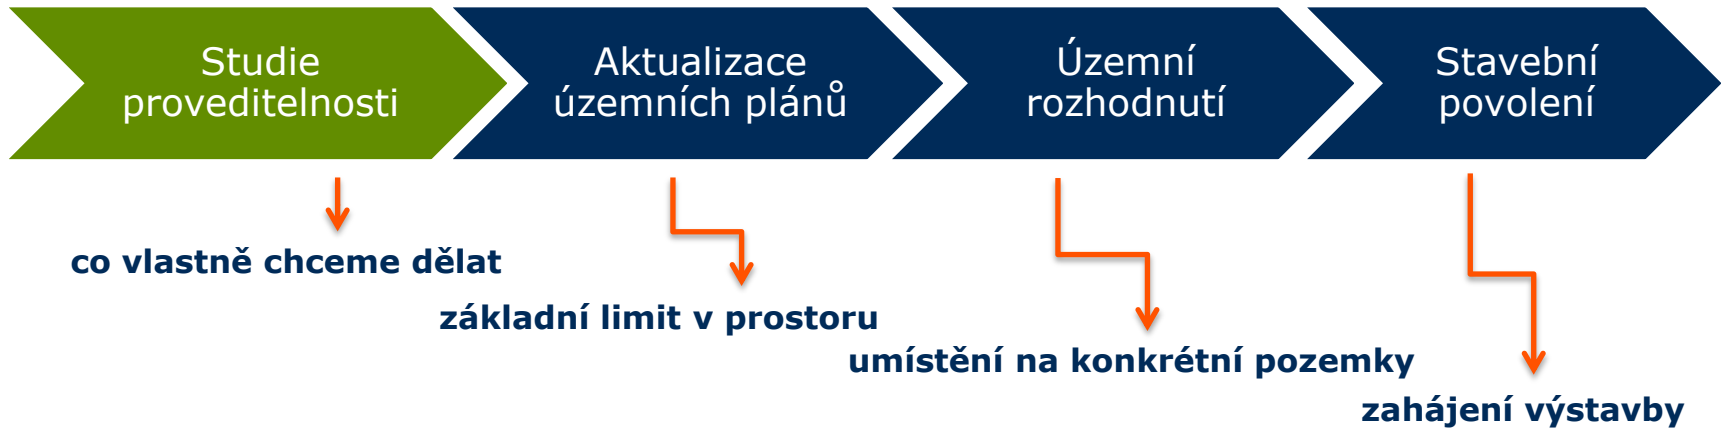 Studie
proveditelnosti
Aktualizace
územních plánů
Územní
rozhodnutí
Stavební
povolení
co vlastně chceme dělat
základní limit v prostoru
umístění na konkrétní pozemky
zahájení výstavby